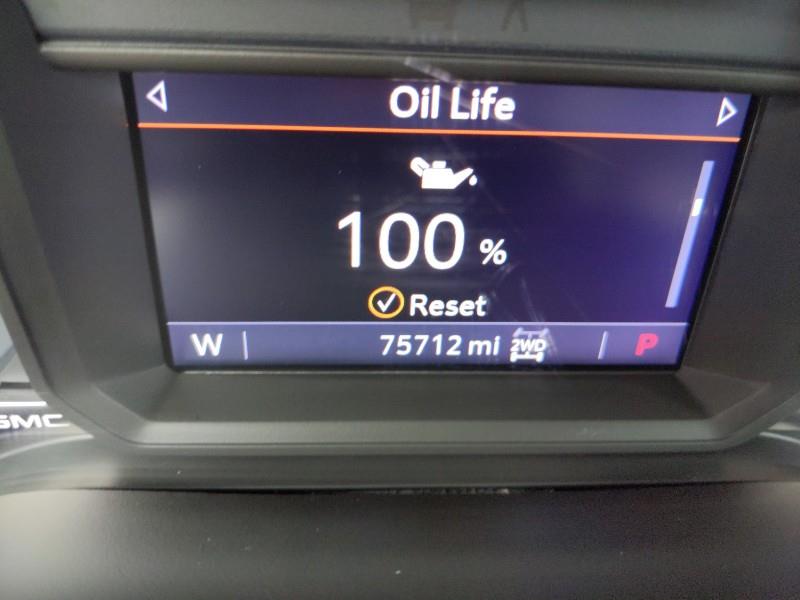 Oil Life
100 %
Reset
W 75712 mi 2WD P
GMC